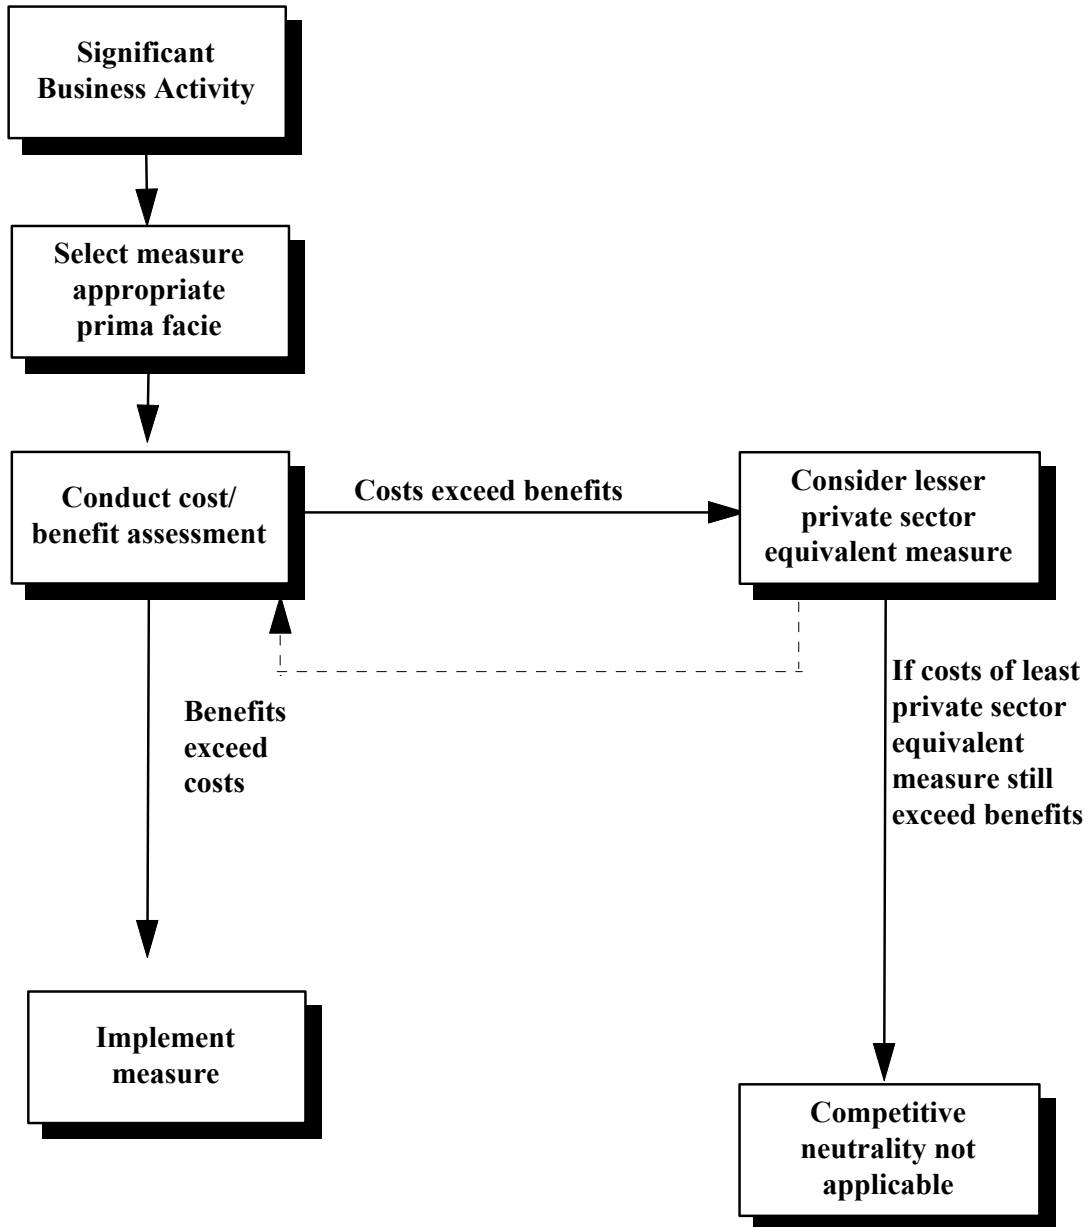 Significant
Business Activity
Select measure
appropriate
prima facie
Conduct cost/
benefit assessment
Costs exceed benefits
Consider lesser
private sector
equivalent measure
Benefits
exceed
costs
If costs of least
private sector
equivalent
measure still
exceed benefits
Implement
measure
Competitive
neutrality not
applicable